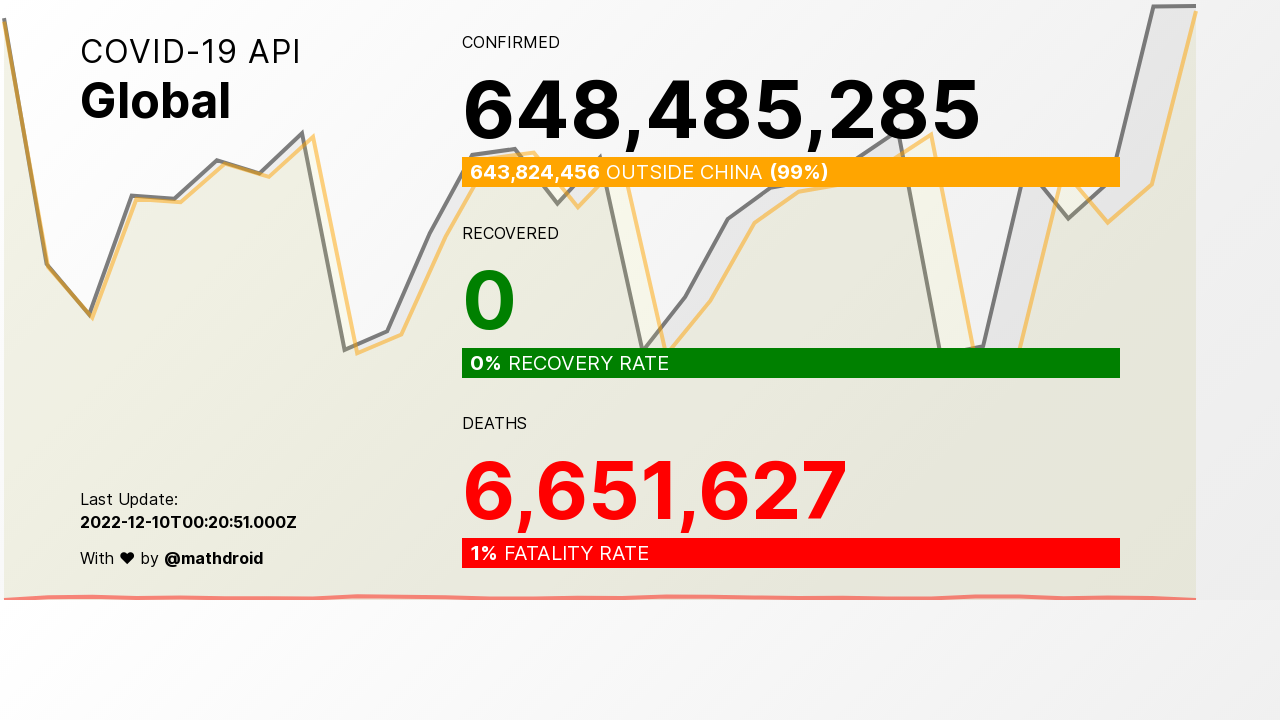 COVID-19 API
Global
CONFIRMED
648,485,285
643,824,456 OUTSIDE CHINA (99%)
RECOVERED
0
0% RECOVERY RATE
DEATHS
6,651,627
1% FATALITY RATE
Last Update:
2022-12-10T00:20:51.000Z
With ♥ by @mathdroid